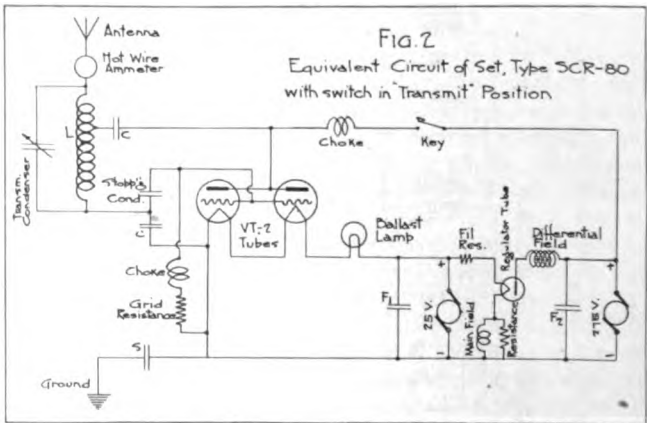 FIG. 2
Equivalent Circuit of Set, Type SCR-80
with switch in "Transmit" Position
Antenna
Hot Wire
Ammeter
L
C
Transm.
Condenser
Stopp'g
Cond.
C
VT-2
Tubes
Choke
Key
Ballast
Lamp
Fil
Res.
Regulator Tube
Differential
Field
+
+
F1
25 V.
Main Field
Resistance
F2
275 V.
Choke
Grid
Resistance
S
Ground